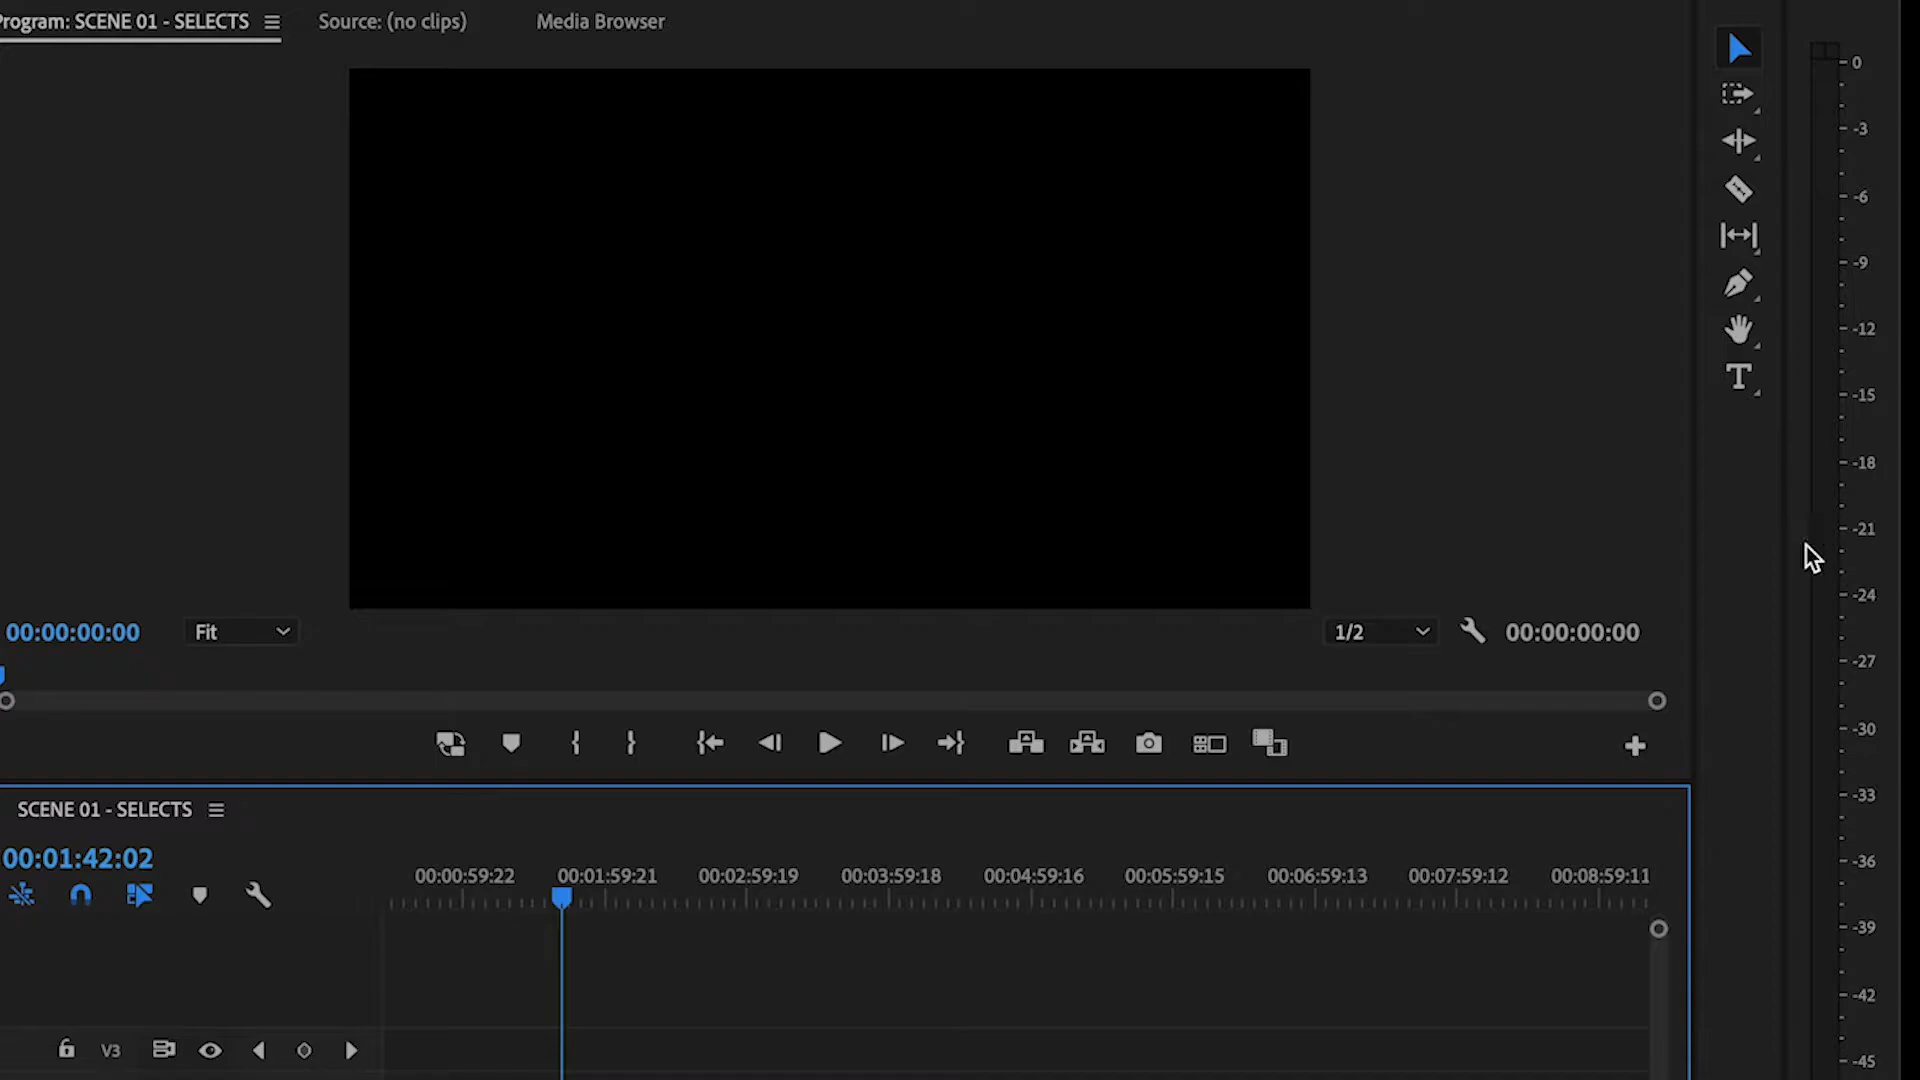 rogram: SCENE 01 - SELECTS
Source: (no clips)
Media Browser
0
-3
-6
-9
-12
-15
-18
-21
-24
-27
-30
-33
-36
-39
-42
-45
00:00:00:00
Fit
1/2
00:00:00:00
SCENE 01 - SELECTS
00:01:42:02
00:00:59:22 00:01:59:21 00:02:59:19 00:03:59:18 00:04:59:16 00:05:59:15 00:06:59:13 00:07:59:12 00:08:59:11
V3